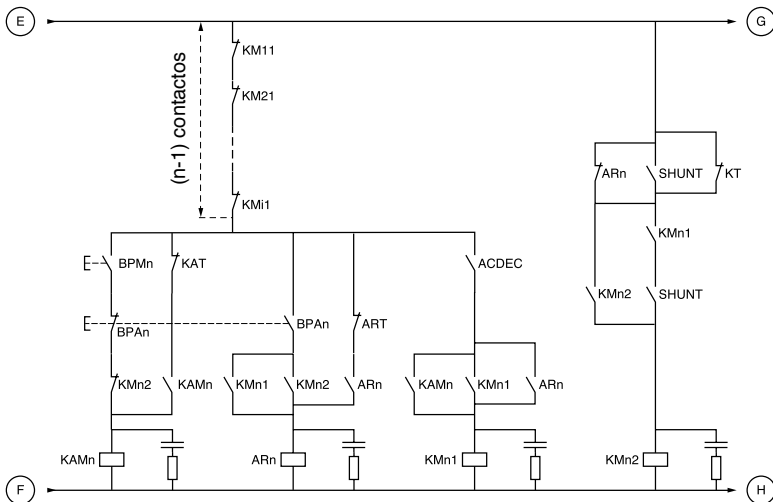 E
G
KM11
KM21
(n-1) contactos
KMi1
ARn
SHUNT
KT
KMn1
BPMn
KAT
ACDEC
KMn2
SHUNT
BPAn
BPAn
ART
KMn2
KAMn
KMn1
KMn2
ARn
KAMn
KMn1
ARn
KAMn
ARn
KMn1
KMn2
F
H